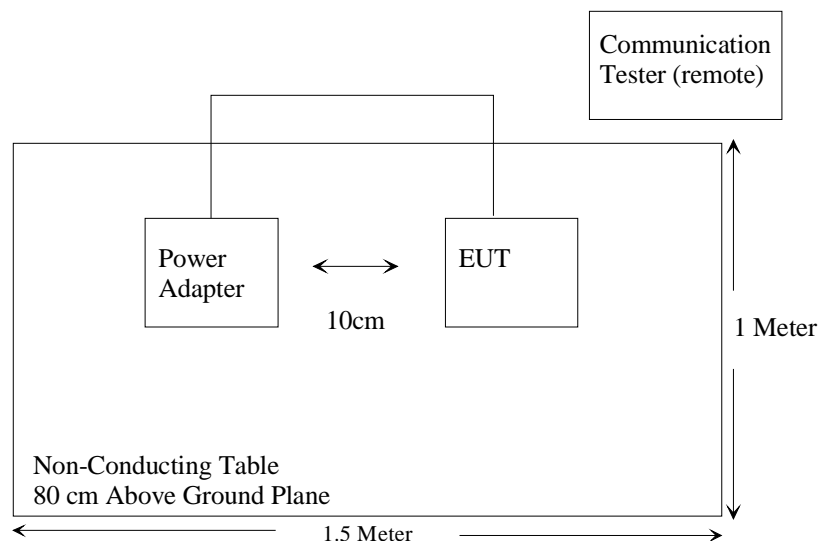 Communication
Tester (remote)
Power
Adapter
EUT
10cm
1 Meter
Non-Conducting Table
80 cm Above Ground Plane
1.5 Meter